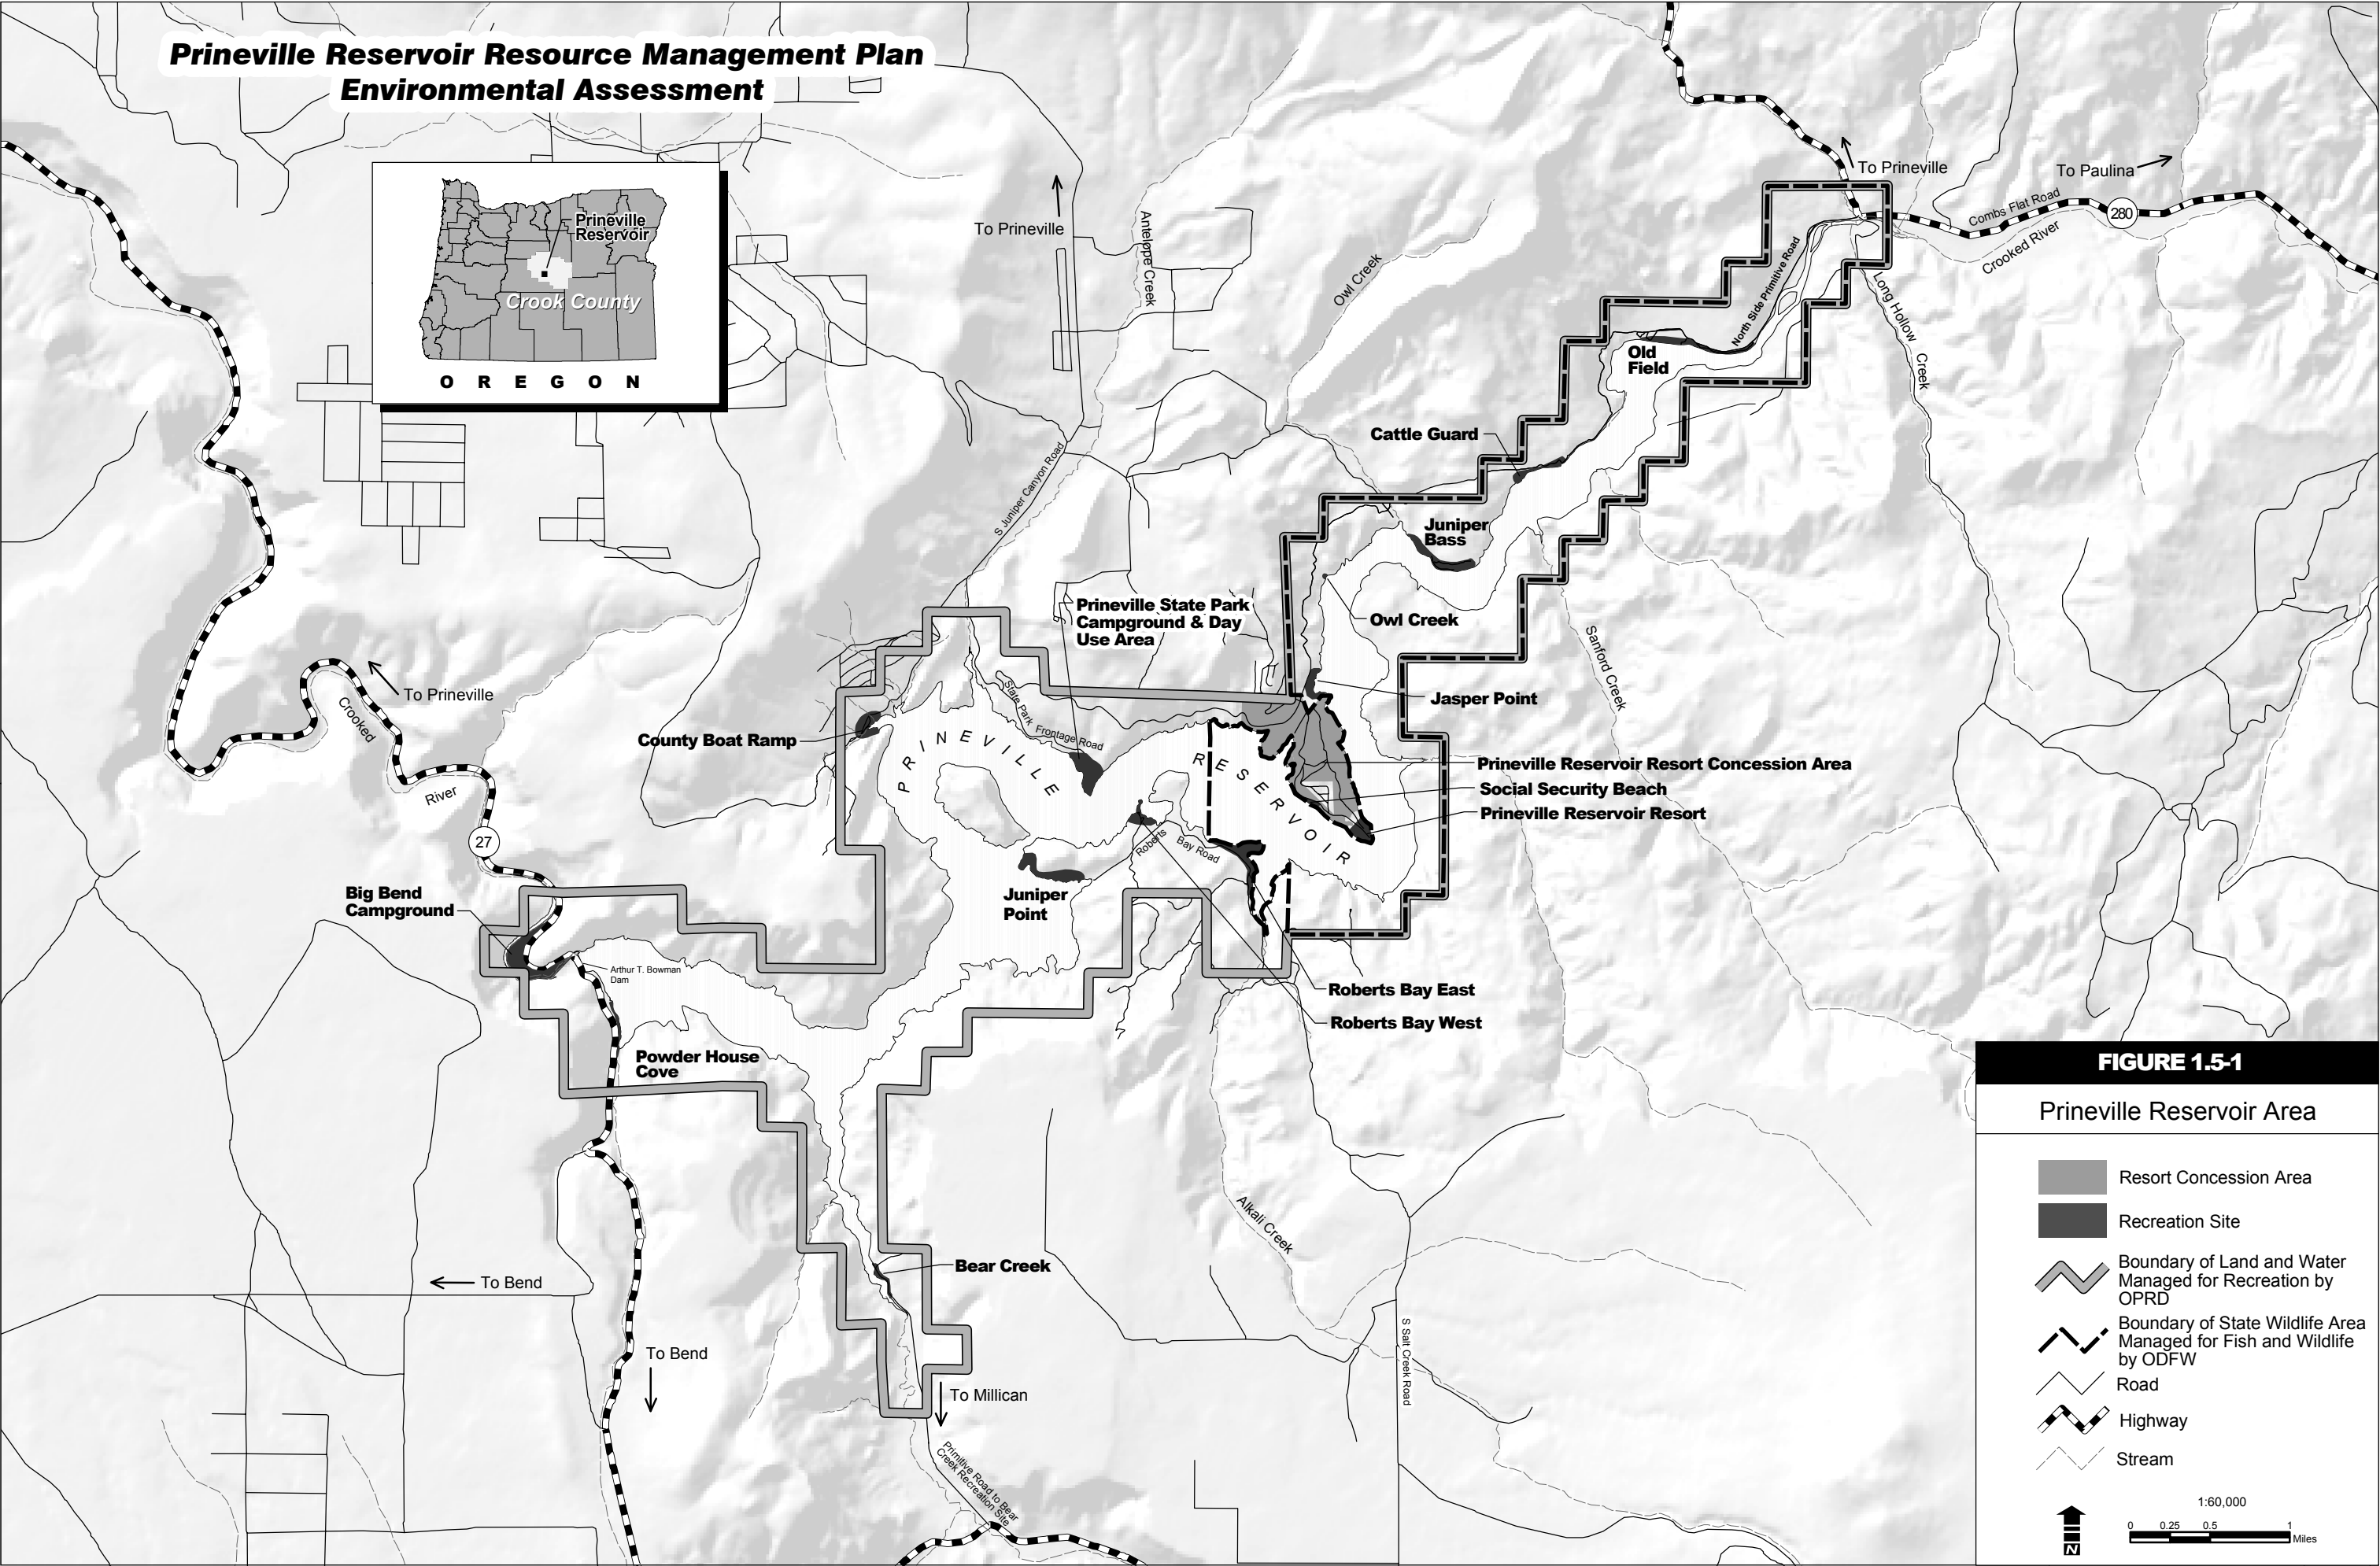 Prineville Reservoir Resource Management Plan
Environmental Assessment
Prineville
Reservoir
Crook County
OREGON
To Prineville
To Prineville
To Paulina
Combs Flat Road
280
Crooked River
Antelope Creek
Owl Creek
North Side Primitive Road
Long Hollow Creek
Old
Field
Cattle Guard
S Juniper Canyon Road
Juniper
Bass
Prineville State Park
Campground & Day
Use Area
Owl Creek
Sanford Creek
To Prineville
Crooked
River
State Park Frontage Road
Jasper Point
County Boat Ramp
PRINEVILLE
RESERVOIR
Prineville Reservoir Resort Concession Area
Social Security Beach
Prineville Reservoir Resort
27
Roberts Bay Road
Big Bend
Campground
Juniper
Point
Arthur T. Bowman
Dam
Roberts Bay East
Roberts Bay West
Powder House
Cove
Alkali Creek
Bear Creek
To Bend
To Bend
To Millican
S Salt Creek Road
Primitive Road to Bear
Creek Recreation Site
FIGURE 1.5-1
Prineville Reservoir Area
Resort Concession Area
Recreation Site
Boundary of Land and Water
Managed for Recreation by
OPRD
Boundary of State Wildlife Area
Managed for Fish and Wildlife
by ODFW
Road
Highway
Stream
1:60,000
0 0.25 0.5 1
Miles
N